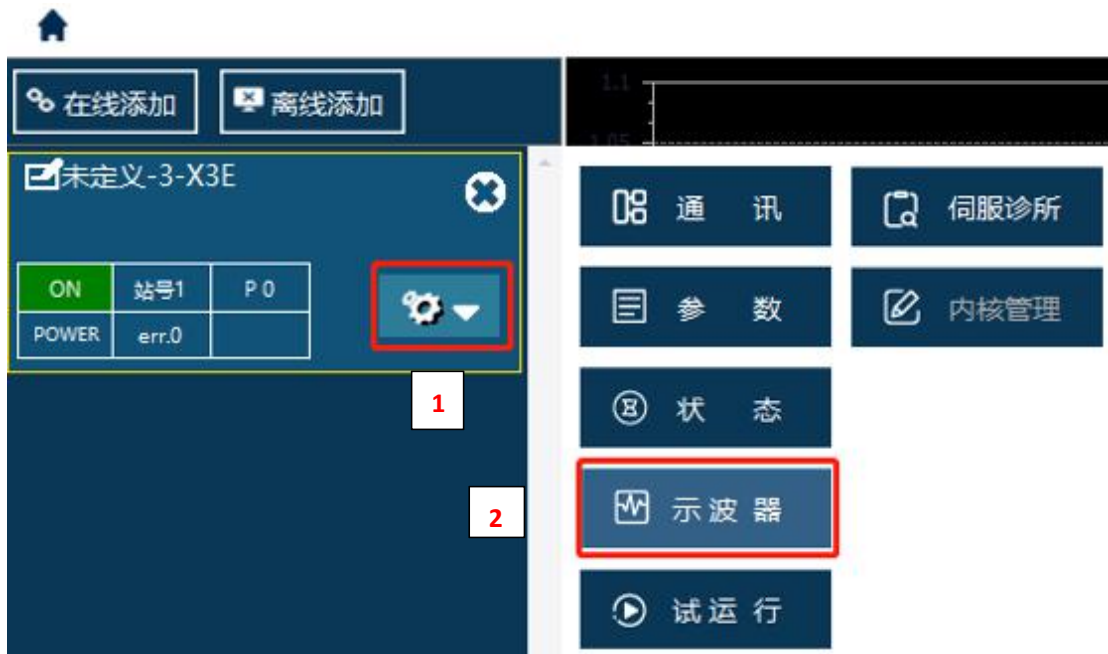 在线添加 离线添加
1.1
1.05
未定义-3-X3E
ON 站号1 P 0
POWER err.0
1
2
通 讯 伺服诊所
参 数 内核管理
状 态
示 波 器
试 运 行